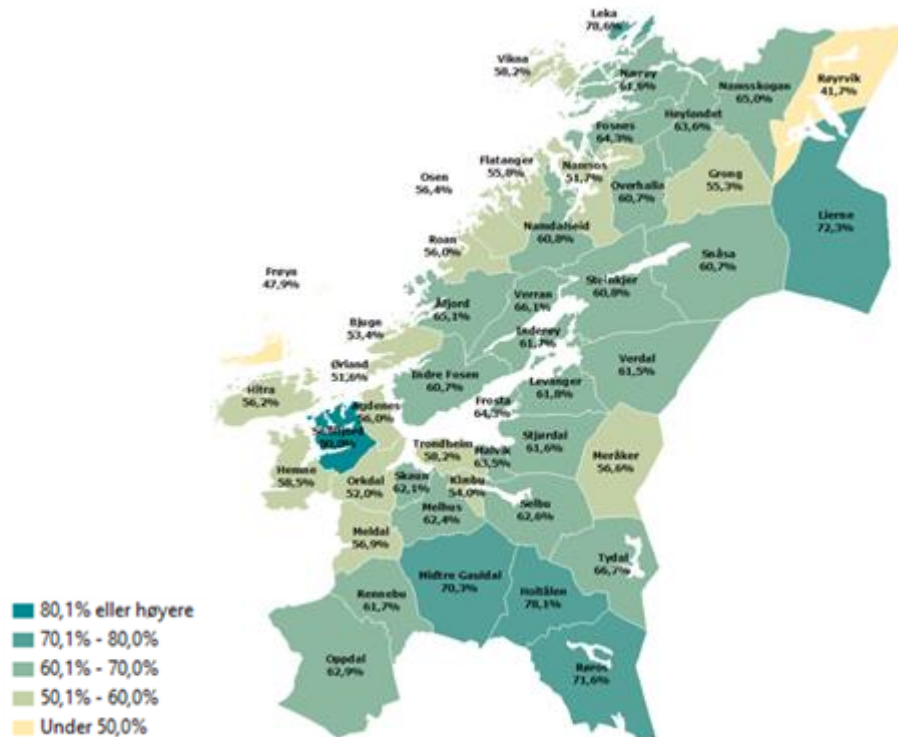 Leka
78,6%
Vikna
58,2%
Nærøy
61,6%
Namsskogan
65,0%
Røyrvik
41,7%
Høylandet
63,6%
Fosnes
64,3%
Flatanger
55,8%
Namsos
51,7%
Osen
56,4%
Overhalla
60,7%
Grong
55,3%
Lierne
72,3%
Namdalseid
60,8%
Roan
56,0%
Snåsa
60,7%
Frøya
47,9%
Steinkjer
60,8%
Verran
66,1%
Åfjord
65,1%
Bjugn
53,4%
Inderøy
61,7%
Verdal
61,5%
Ørland
51,6%
Indre Fosen
60,7%
Levanger
61,8%
Hitra
56,2%
Frosta
64,3%
Agdenes
56,0%
Stjørdal
61,6%
Trondheim
58,2%
Malvik
63,5%
Meråker
56,6%
Hemne
58,5%
Orkdal
52,0%
Skaun
62,1%
Klæbu
54,0%
Melhus
62,4%
Selbu
62,6%
Meldal
56,9%
Tydal
66,7%
Midtre Gauldal
70,3%
Holtålen
78,1%
Rennebu
61,7%
Oppdal
62,9%
Røros
71,6%
80,1% eller høyere
70,1% - 80,0%
60,1% - 70,0%
50,1% - 60,0%
Under 50,0%